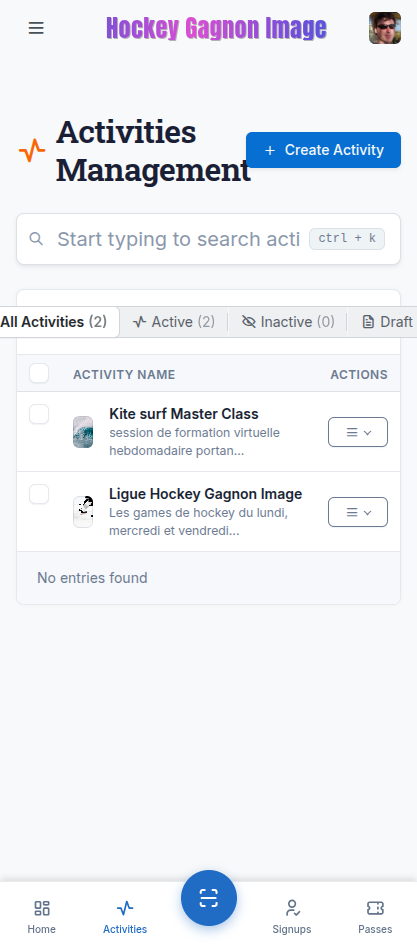 Hockey Gagnon Image
Activities
Management
+ Create Activity
Start typing to search acti
ctrl + k
All Activities (2)
Active (2)
Inactive (0)
Draft
ACTIVITY NAME
ACTIONS
Kite surf Master Class
session de formation virtuelle
hebdomadaire portan...
Ligue Hockey Gagnon Image
Les games de hockey du lundi,
mercredi et vendredi...
No entries found
Home
Activities
Signups
Passes